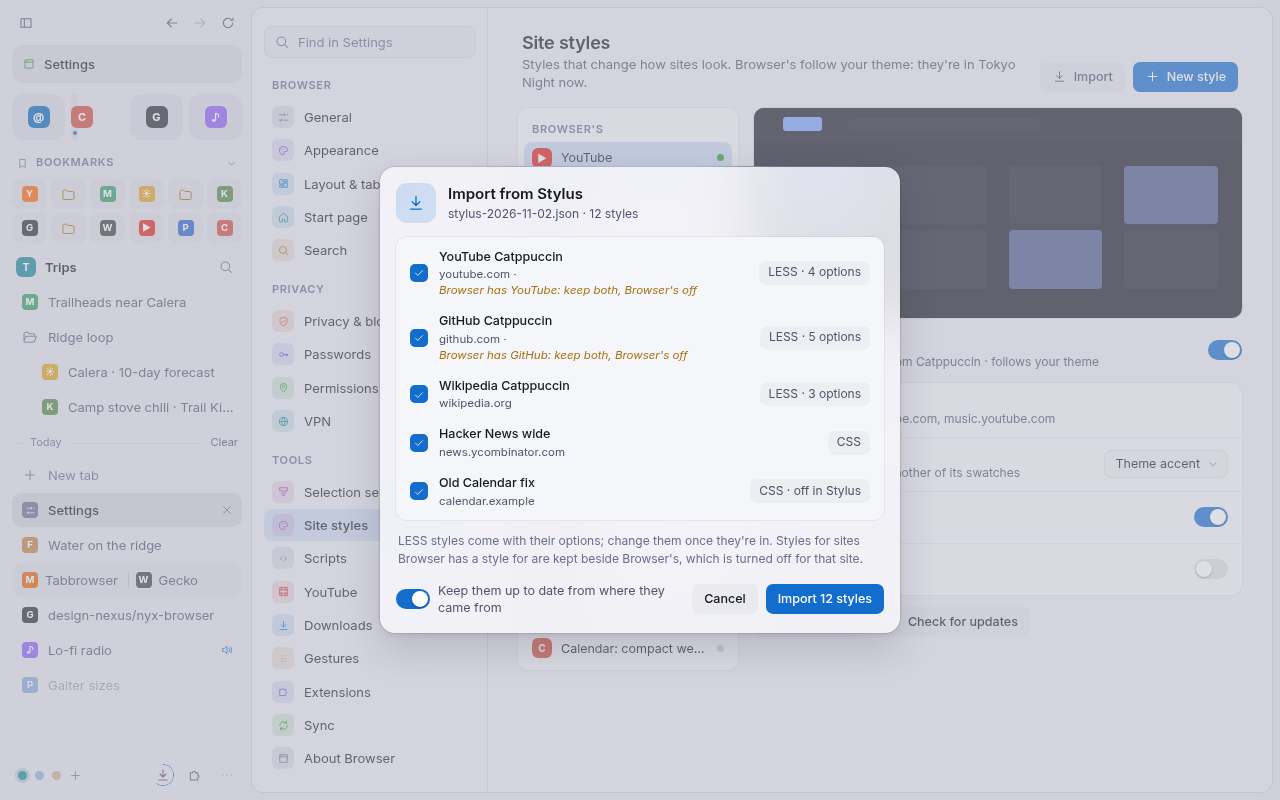 Settings
@
C
G
BOOKMARKS
Y
M
K
G
W
P
C
T
Trips
M
Trailheads near Calera
Ridge loop
Calera · 10-day forecast
K
Camp stove chili · Trail Ki...
Today
Clear
New tab
Settings
F
Water on the ridge
M
Tabbrowser
W
Gecko
G
design-nexus/nyx-browser
Lo-fi radio
P
Gaiter sizes
Find in Settings
BROWSER
General
Appearance
Layout & tab
Start page
Search
PRIVACY
Privacy & blo
Passwords
Permissions
VPN
TOOLS
Selection se
Site styles
Scripts
YouTube
Downloads
Gestures
Extensions
Sync
About Browser
Site styles
Styles that change how sites look. Browser's follow your theme: they're in Tokyo
Night now.
Import
New style
BROWSER'S
YouTube
om Catppuccin · follows your theme
be.com, music.youtube.com
nother of its swatches
Theme accent
Check for updates
C
Calendar: compact we...
Import from Stylus
stylus-2026-11-02.json · 12 styles
YouTube Catppuccin
youtube.com ·
Browser has YouTube: keep both, Browser's off
LESS · 4 options
GitHub Catppuccin
github.com ·
Browser has GitHub: keep both, Browser's off
LESS · 5 options
Wikipedia Catppuccin
wikipedia.org
LESS · 3 options
Hacker News wide
news.ycombinator.com
CSS
Old Calendar fix
calendar.example
CSS · off in Stylus
LESS styles come with their options; change them once they're in. Styles for sites
Browser has a style for are kept beside Browser's, which is turned off for that site.
Keep them up to date from where they
came from
Cancel
Import 12 styles